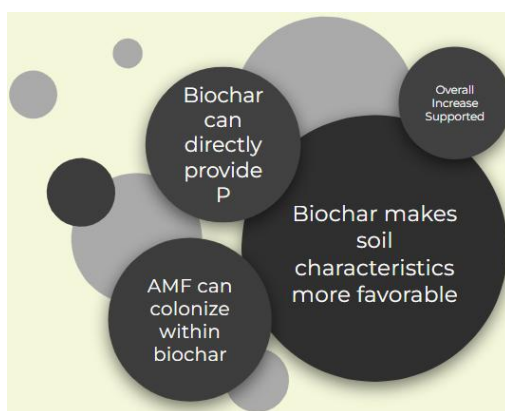 Biochar
can
directly
provide
P
Overall
Increase
Supported
Biochar makes
soil
characteristics
more favorable
AMF can
colonize
within
biochar